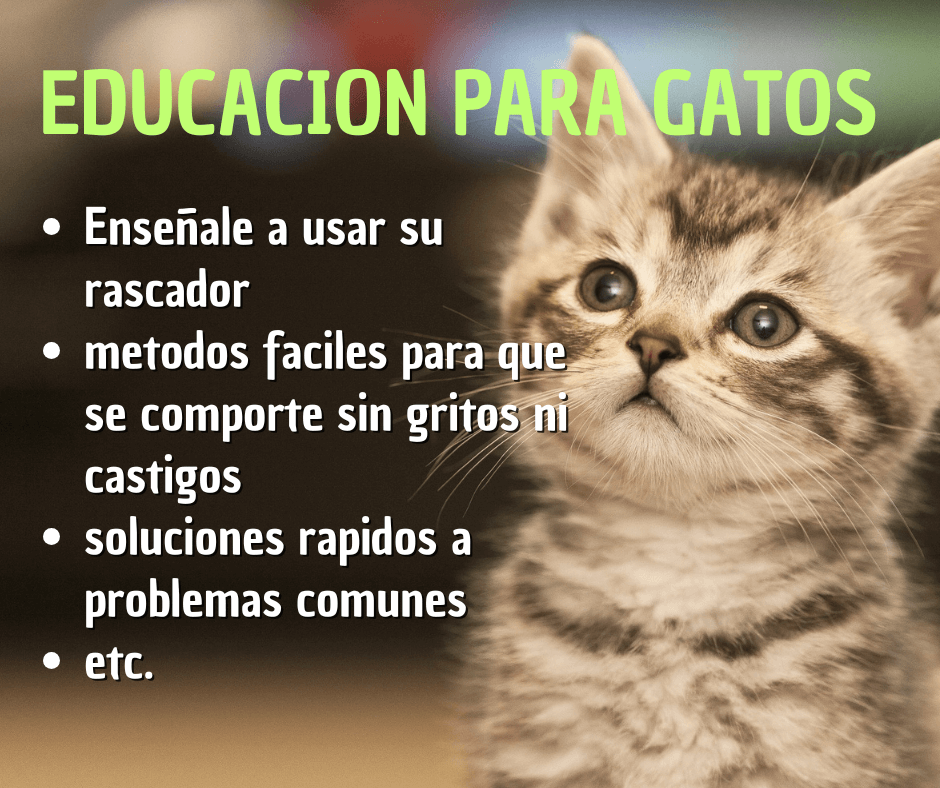 EDUCACION PARA GATOS
• Enseñale a usar su
rascador
• metodos faciles para que
se comporte sin gritos ni
castigos
• soluciones rapidos a
problemas comunes
• etc.